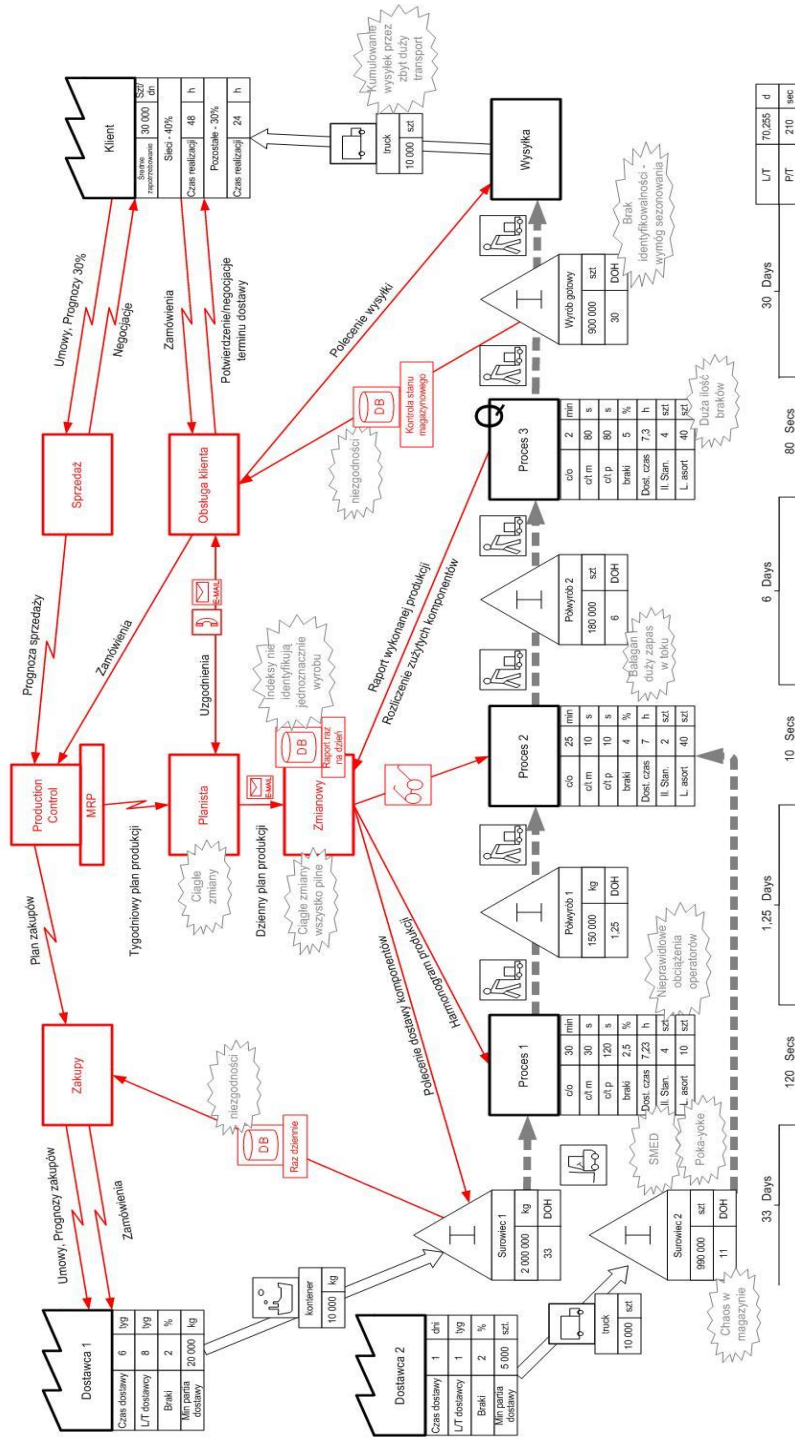 Dostawca 1
Czas dostawy 6 tyg
L/T dostawcy 8 tyg
Braki 2 %
Min partia dostawy 20 000 kg
Umowy, Prognozy zakupów
Zamówienia
Zakupy
Plan zakupów
Production
Control
MRP
Prognoza sprzedaży
Sprzedaż
Umowy, Prognozy 30%
Negocjacje
Klient
Średnie zapotrzebowanie 30 000 Szt/dn
Sieci - 40%
Czas realizacji 48 h
Pozostałe - 30%
Czas realizacji 24 h
Zamówienia
Potwierdzenie/negocjacje
terminu dostawy
Obsługa klienta
Zamówienia
Tygodniowy plan produkcji
Planista
Ciągłe
zmiany
Uzgodnienia
E-MAIL
Dzienny plan produkcji
E-MAIL
Zmianowy
Ciągłe zmiany
wszystko pilne
DB
Raport raz
na dzień
Indeksy nie
identyfikują
jednoznacznie
wyrobu
niezgodności
DB
Raz dziennie
niezgodności
DB
Kontrola stanu
magazynowego
Polecenie wysyłki
Kumulowanie
wysyłek przez
zbyt duży
transport
truck
10 000 szt
kontener
10 000 kg
Polecenie dostawy komponentów
Harmonogram produkcji
Raport wykonanej produkcji
Rozliczenie zużytych komponentów
Dostawca 2
Czas dostawy 1 dni
L/T dostawcy 1 tyg
Braki 2 %
Min partia dostawy 5 000 szt.
truck
10 000 szt.
Surowiec 1
2 000 000 kg
33 DOH
Surowiec 2
990 000 szt
11 DOH
Chaos w
magazynie
SMED
Poka-yoke
Proces 1
c/o 30 min
c/t m 30 s
c/t p 120 s
braki 2,5 %
Dost. czas 7,23 h
Il. Stan. 4 szt
L. asort 10 szt
Nieprawidłowe
obciążenia
operatorów
Półwyrób 1
150 000 kg
1,25 DOH
Proces 2
c/o 25 min
c/t m 10 s
c/t p 10 s
braki 4 %
Dost. czas 7 h
Il. Stan. 2 szt
L. asort 40 szt
Bałagan i
duży zapas
w toku
Półwyrób 2
180 000 szt
6 DOH
Proces 3
Q
c/o 2 min
c/t m 80 s
c/t p 80 s
braki 5 %
Dost. czas 7,3 h
Il. Stan. 4 szt
L. asort 40 szt
Duża ilość
braków
Wyrób gotowy
900 000 szt
30 DOH
Brak
identyfikowalności -
wymóg sezonowania
Wysyłka
33 Days
120 Secs
1,25 Days
10 Secs
6 Days
80 Secs
30 Days
L/T 70,255 d
P/T 210 sec